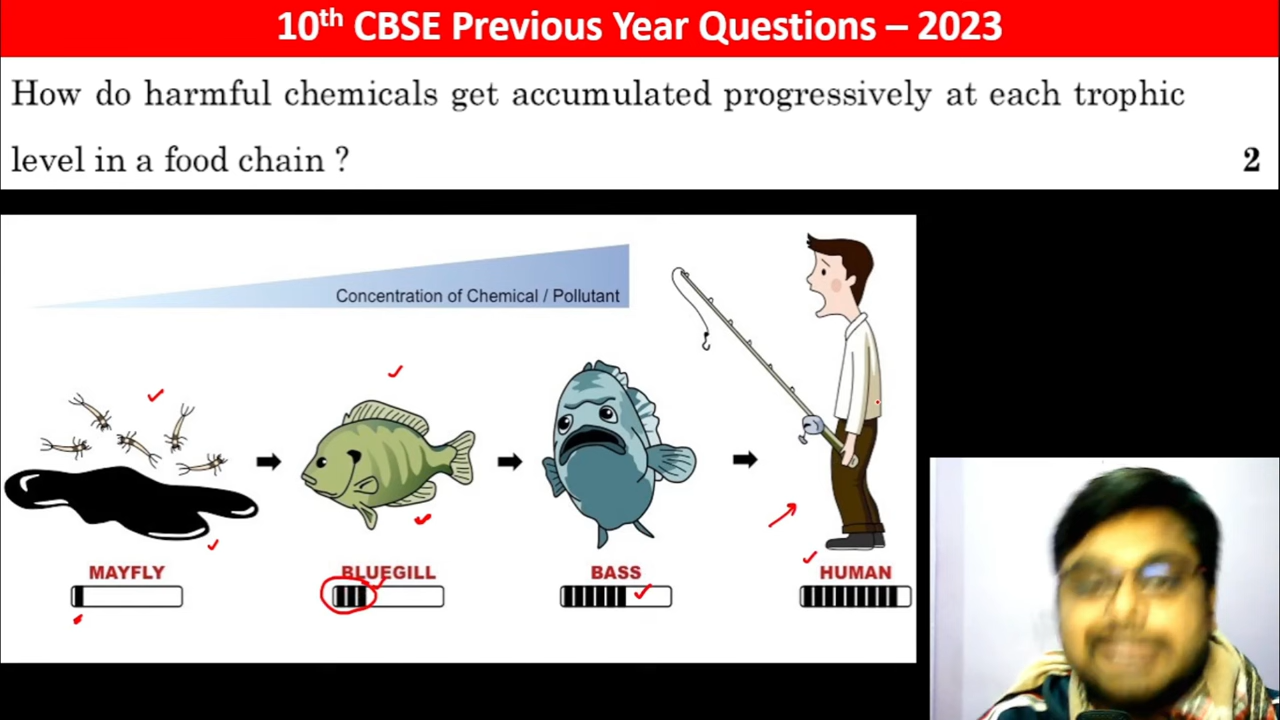 10th CBSE Previous Year Questions – 2023
How do harmful chemicals get accumulated progressively at each trophic
level in a food chain ? 2
Concentration of Chemical / Pollutant
MAYFLY BLUEGILL BASS HUMAN